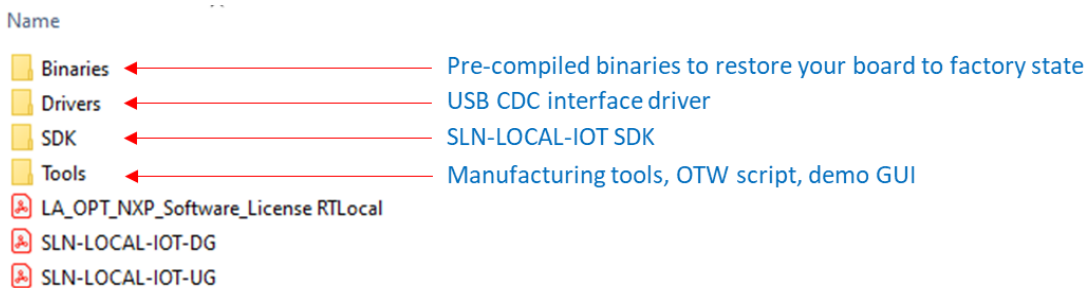 Name
Binaries Pre-compiled binaries to restore your board to factory state
Drivers USB CDC interface driver
SDK SLN-LOCAL-IOT SDK
Tools Manufacturing tools, OTW script, demo GUI
LA_OPT_NXP_Software_License RTLocal
SLN-LOCAL-IOT-DG
SLN-LOCAL-IOT-UG